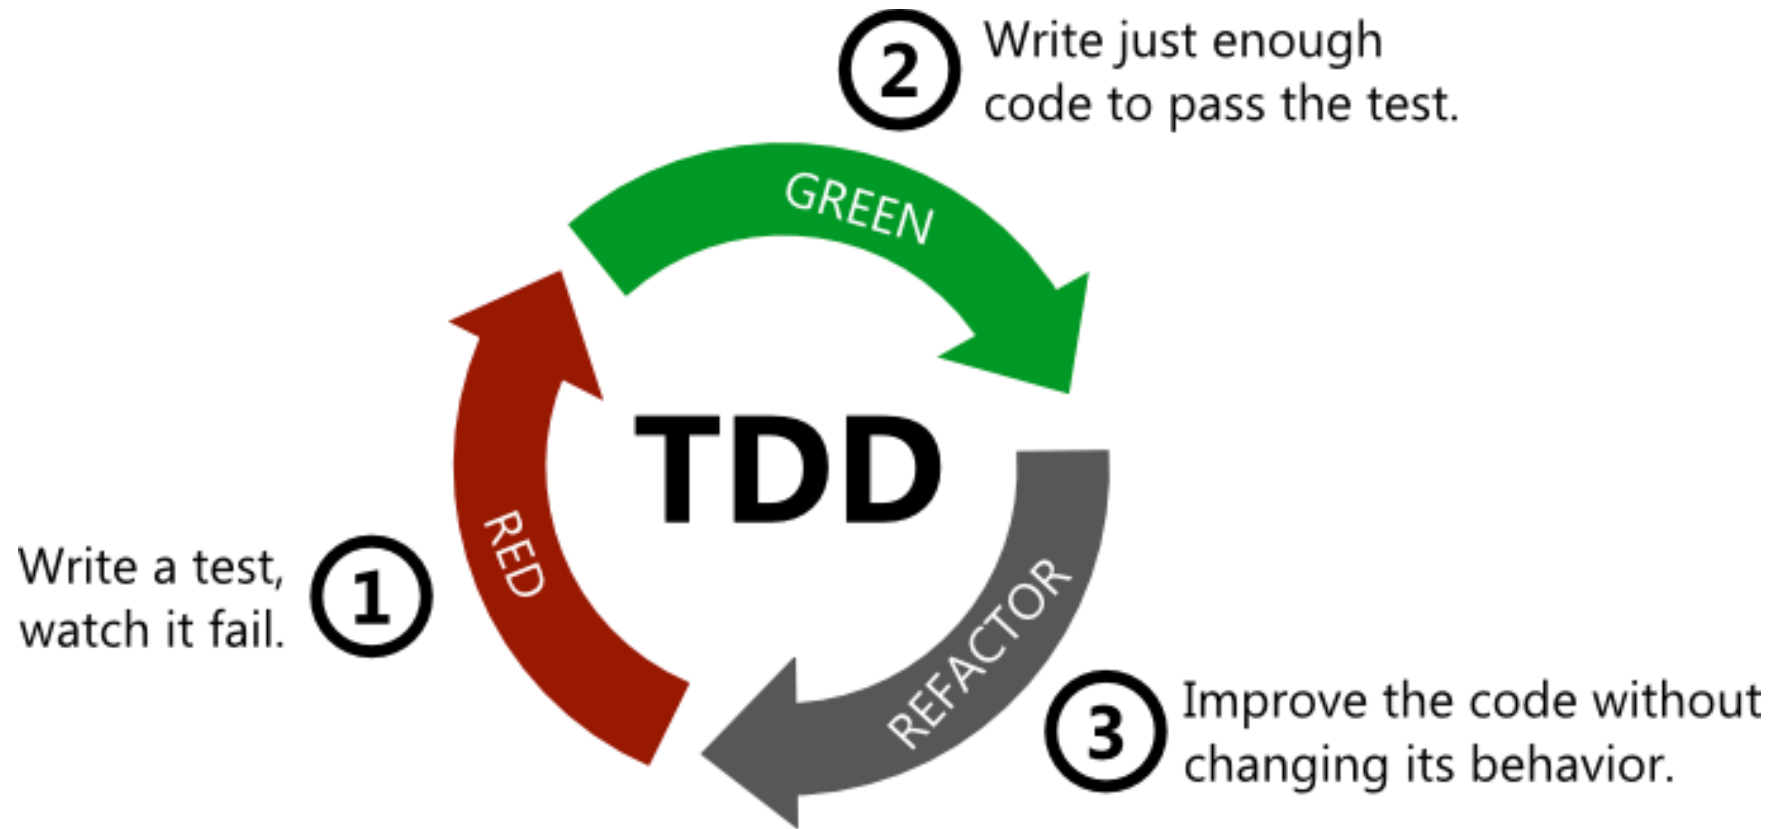 2
Write just enough
code to pass the test.
GREEN
TDD
RED
Write a test,
watch it fail.
1
REFACTOR
3
Improve the code without
changing its behavior.